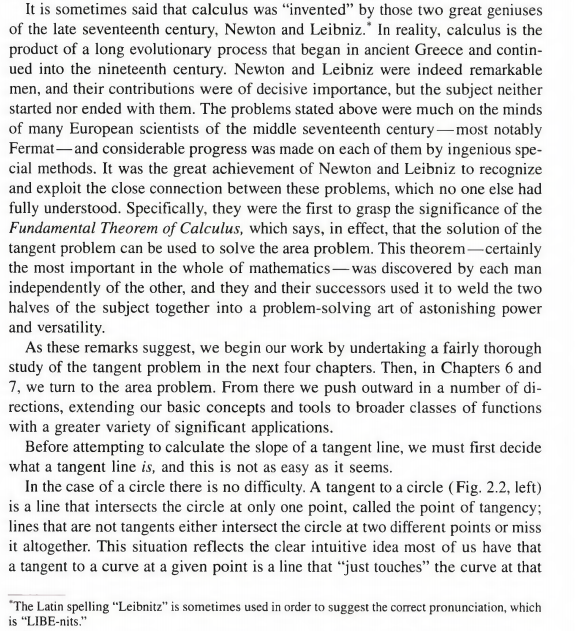 It is sometimes said that calculus was “invented” by those two great geniuses
of the late seventeenth century, Newton and Leibniz.* In reality, calculus is the
product of a long evolutionary process that began in ancient Greece and contin-
ued into the nineteenth century. Newton and Leibniz were indeed remarkable
men, and their contributions were of decisive importance, but the subject neither
started nor ended with them. The problems stated above were much on the minds
of many European scientists of the middle seventeenth century—most notably
Fermat—and considerable progress was made on each of them by ingenious spe-
cial methods. It was the great achievement of Newton and Leibniz to recognize
and exploit the close connection between these problems, which no one else had
fully understood. Specifically, they were the first to grasp the significance of the
Fundamental Theorem of Calculus, which says, in effect, that the solution of the
tangent problem can be used to solve the area problem. This theorem—certainly
the most important in the whole of mathematics—was discovered by each man
independently of the other, and they and their successors used it to weld the two
halves of the subject together into a problem-solving art of astonishing power
and versatility.
As these remarks suggest, we begin our work by undertaking a fairly thorough
study of the tangent problem in the next four chapters. Then, in Chapters 6 and
7, we turn to the area problem. From there we push outward in a number of di-
rections, extending our basic concepts and tools to broader classes of functions
with a greater variety of significant applications.
Before attempting to calculate the slope of a tangent line, we must first decide
what a tangent line is, and this is not as easy as it seems.
In the case of a circle there is no difficulty. A tangent to a circle (Fig. 2.2, left)
is a line that intersects the circle at only one point, called the point of tangency;
lines that are not tangents either intersect the circle at two different points or miss
it altogether. This situation reflects the clear intuitive idea most of us have that
a tangent to a curve at a given point is a line that “just touches” the curve at that
*The Latin spelling “Leibnitz” is sometimes used in order to suggest the correct pronunciation, which
is “LIBE-nits.”